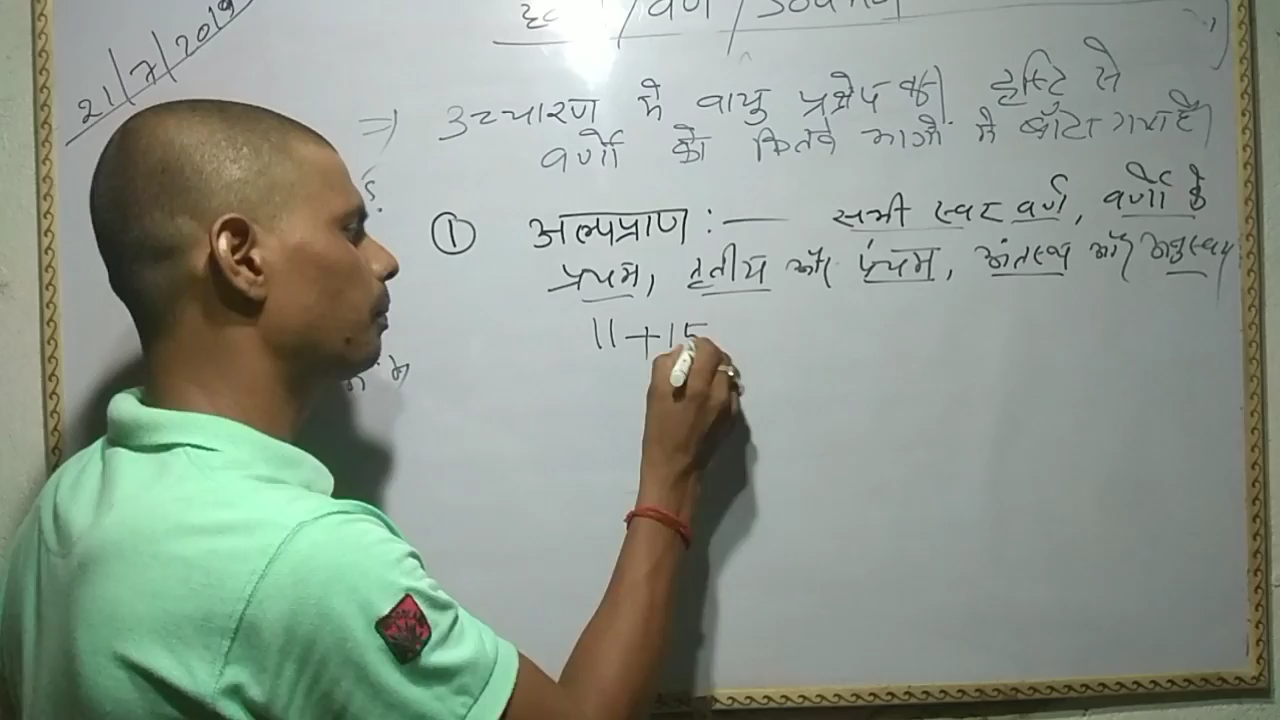 21/7/2019
वर्ण /
=> उच्चारण में वायु प्रक्षेप की दृष्टि से
वर्णों को कितने भागों में बाँटा गया है।
① अल्पप्राण :— सभी स्वर वर्ण, वर्णों के
प्रथम, तृतीय और पंचम, अंतस्थ और अनुस्वार
11+15